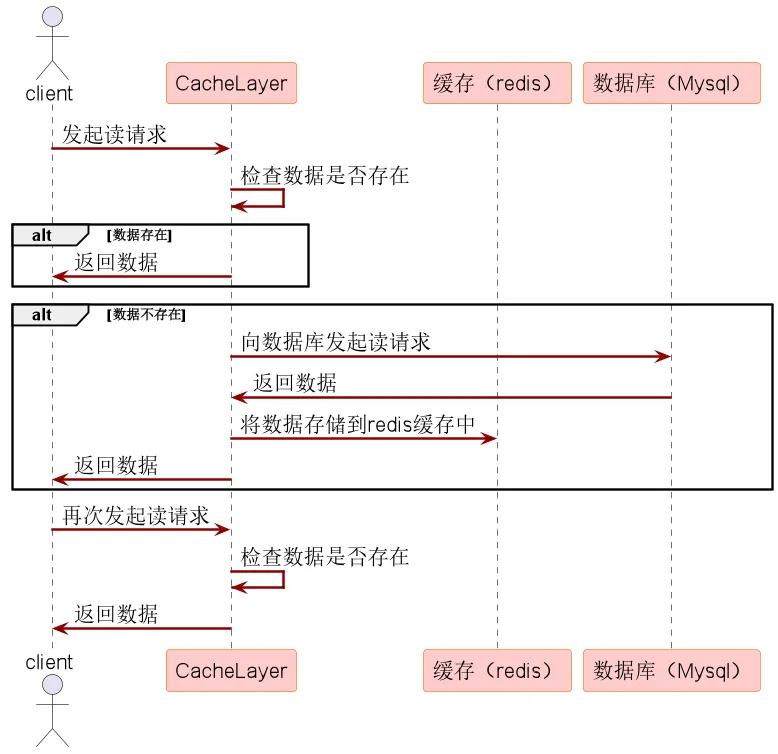 client
CacheLayer
缓存（redis）
数据库（Mysql）
发起读请求
检查数据是否存在
alt [数据存在]
返回数据
alt [数据不存在]
向数据库发起读请求
返回数据
将数据存储到redis缓存中
返回数据
再次发起读请求
检查数据是否存在
返回数据
client
CacheLayer
缓存（redis）
数据库（Mysql）